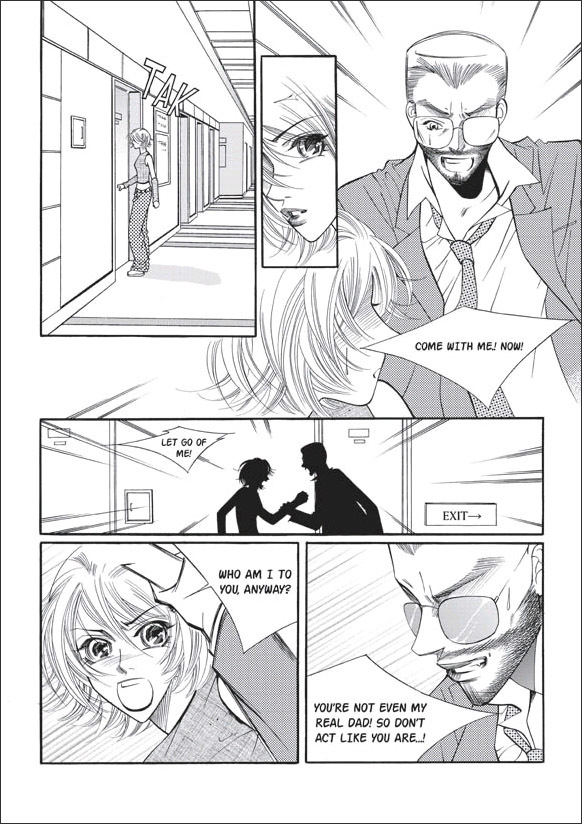 TAK
COME WITH ME! NOW!
LET GO OF
ME!
EXIT→
WHO AM I TO
YOU, ANYWAY?
YOU'RE NOT EVEN MY
REAL DAD! SO DON'T
ACT LIKE YOU ARE...!